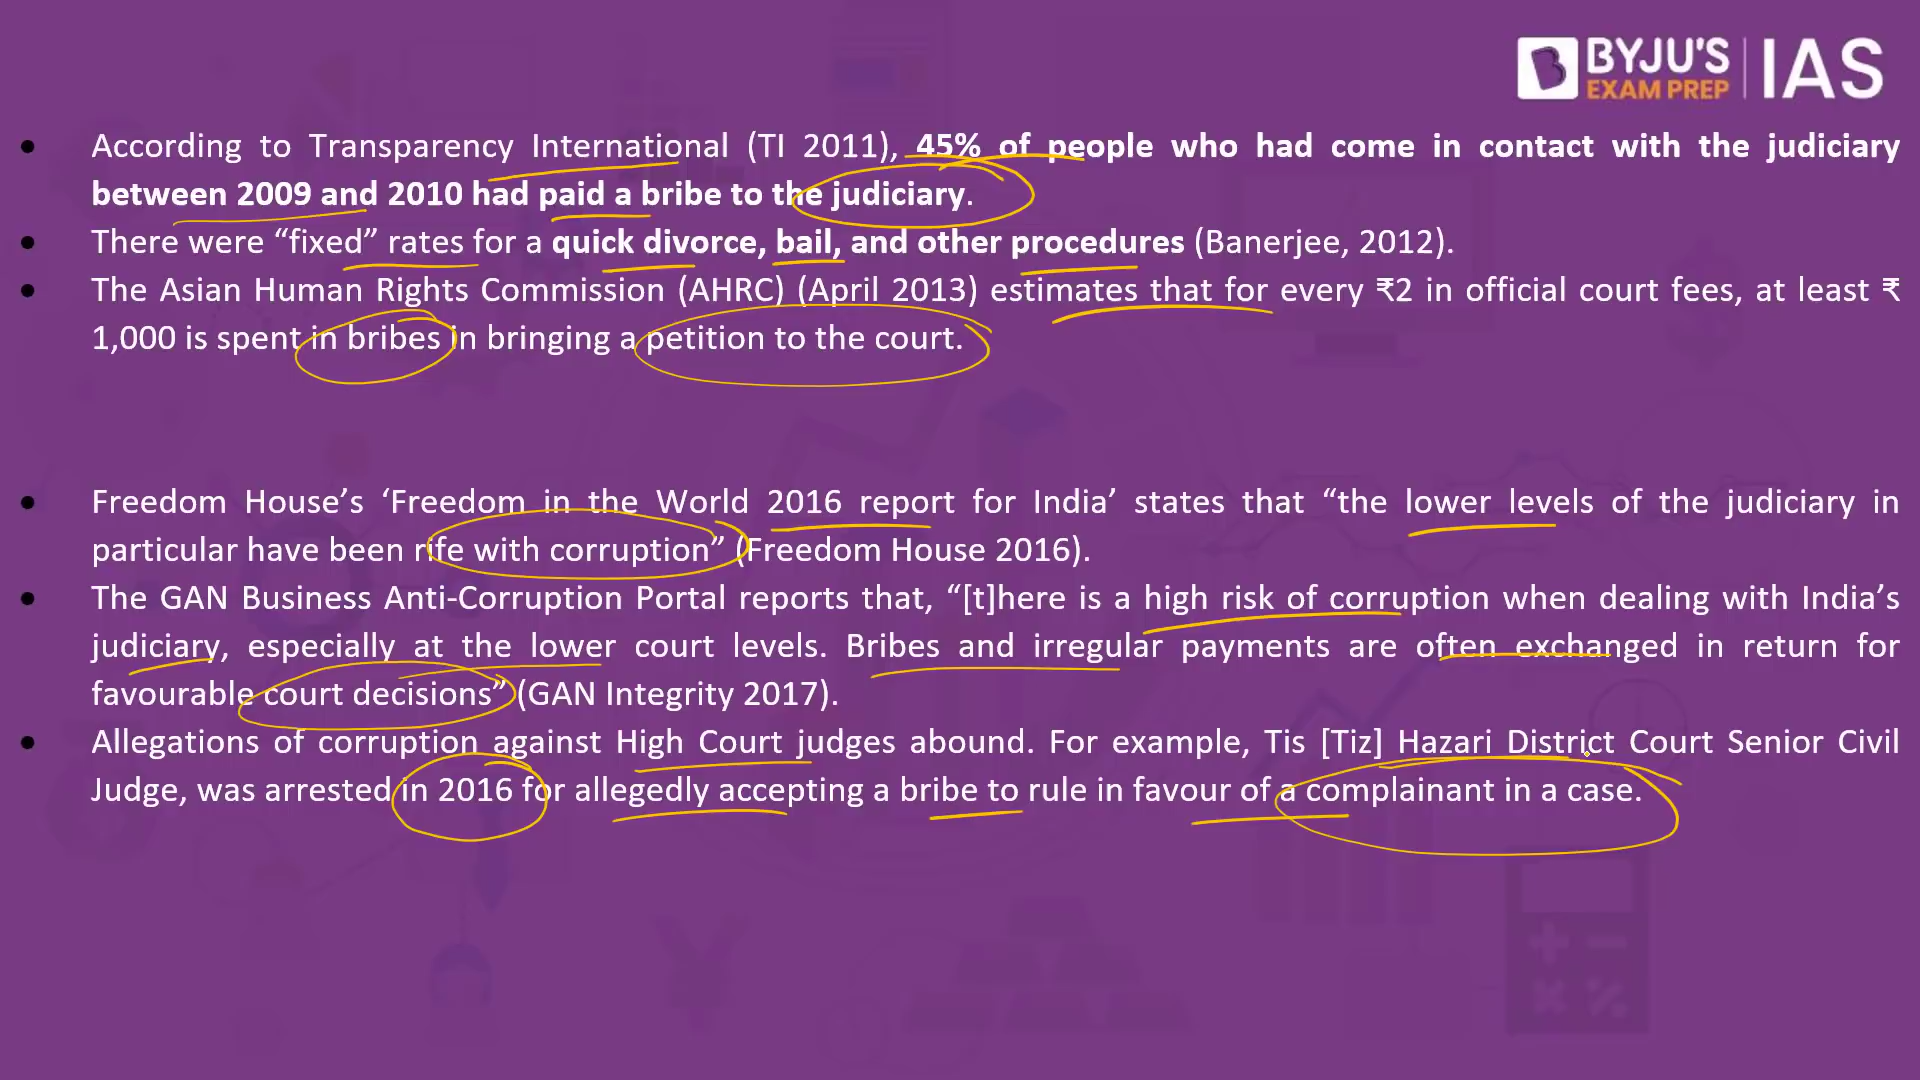 BYJU'S
EXAM PREP
IAS
According to Transparency International (TI 2011), 45% of people who had come in contact with the judiciary
between 2009 and 2010 had paid a bribe to the judiciary.
There were “fixed” rates for a quick divorce, bail, and other procedures (Banerjee, 2012).
The Asian Human Rights Commission (AHRC) (April 2013) estimates that for every ₹2 in official court fees, at least ₹
1,000 is spent in bribes in bringing a petition to the court.
Freedom House’s ‘Freedom in the World 2016 report for India’ states that “the lower levels of the judiciary in
particular have been rife with corruption” (Freedom House 2016).
The GAN Business Anti-Corruption Portal reports that, “[t]here is a high risk of corruption when dealing with India’s
judiciary, especially at the lower court levels. Bribes and irregular payments are often exchanged in return for
favourable court decisions” (GAN Integrity 2017).
Allegations of corruption against High Court judges abound. For example, Tis [Tiz] Hazari District Court Senior Civil
Judge, was arrested in 2016 for allegedly accepting a bribe to rule in favour of a complainant in a case.